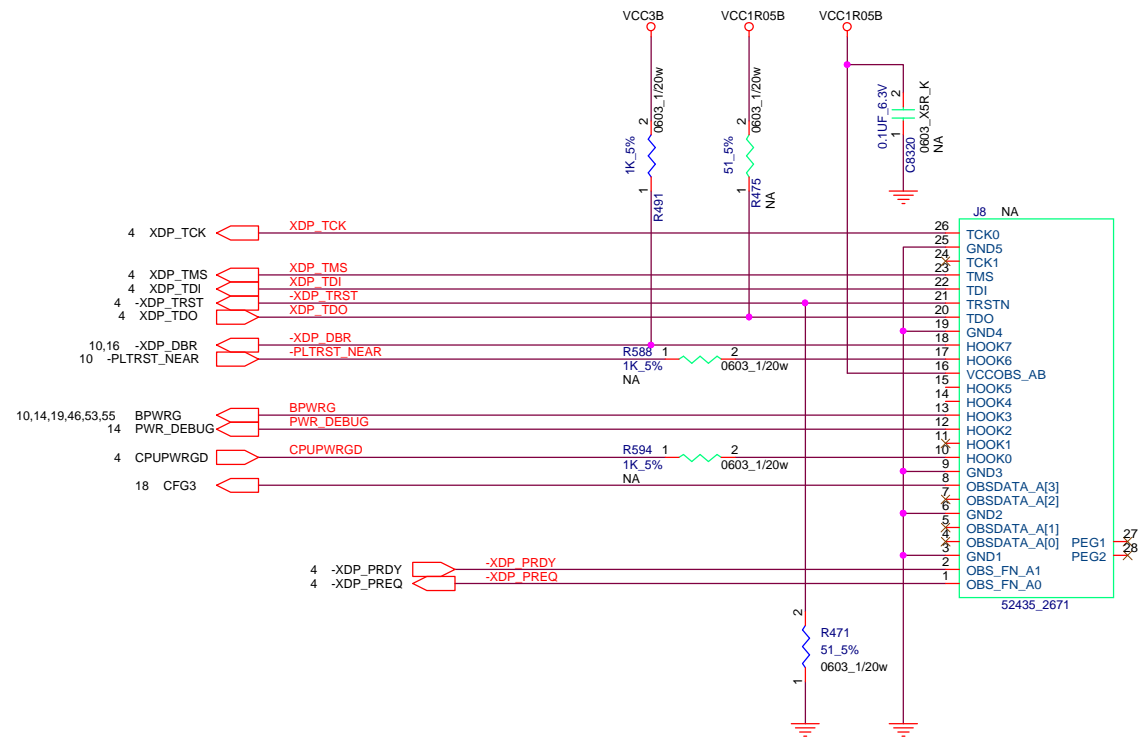 VCC3B VCC1R05B VCC1R05B
2 0603_1/20w
1K_5%
1 R491
2 0603_1/20w
51_5%
1 R475
NA
0.1UF_6.3V 2
1 C8320
0603_X5R_K
NA
J8 NA
4 XDP_TCK XDP_TCK 26 TCK0
25 GND5
24 TCK1
4 XDP_TMS XDP_TMS 23 TMS
4 XDP_TDI XDP_TDI 22 TDI
4 -XDP_TRST -XDP_TRST 21 TRSTN
4 XDP_TDO XDP_TDO 20 TDO
19 GND4
10,16 -XDP_DBR -XDP_DBR 18 HOOK7
10 -PLTRST_NEAR -PLTRST_NEAR R588 1 2 17 HOOK6
1K_5% 0603_1/20w 16 VCCOBS_AB
NA
15 HOOK5
14 HOOK4
10,14,19,46,53,55 BPWRG BPWRG 13 HOOK3
14 PWR_DEBUG PWR_DEBUG 12 HOOK2
11 HOOK1
4 CPUPWRGD CPUPWRGD R594 1 2 10 HOOK0
1K_5% 0603_1/20w 9 GND3
NA
18 CFG3 8 OBSDATA_A[3]
7 OBSDATA_A[2]
6 GND2
5 OBSDATA_A[1]
4 OBSDATA_A[0] PEG1 27
3 GND1 PEG2 28
4 -XDP_PRDY -XDP_PRDY 2 OBS_FN_A1
4 -XDP_PREQ -XDP_PREQ 1 OBS_FN_A0
52435_2671
2
R471
51_5%
0603_1/20w
1